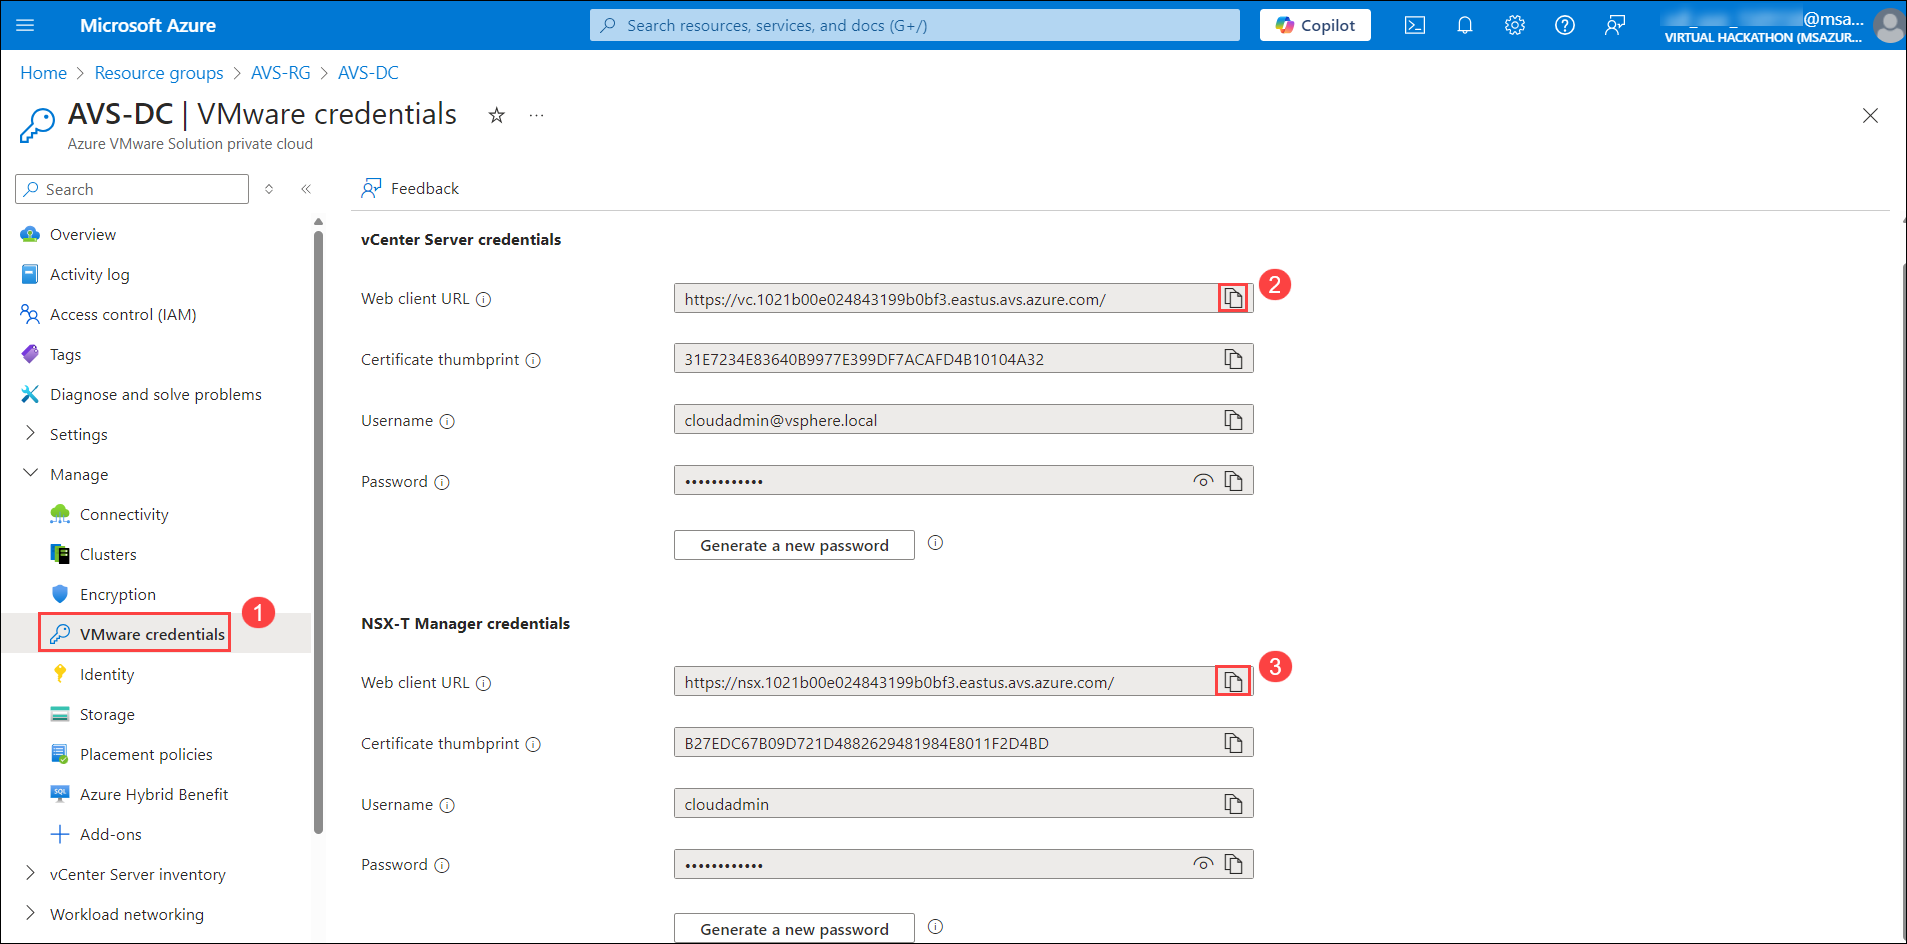 Microsoft Azure
Search resources, services, and docs (G+/)
Copilot
@msa...
VIRTUAL HACKATHON (MSAZUR...
Home > Resource groups > AVS-RG > AVS-DC
AVS-DC | VMware credentials
...
Azure VMware Solution private cloud
Search
Feedback
Overview
Activity log
Access control (IAM)
Tags
Diagnose and solve problems
Settings
Manage
Connectivity
Clusters
Encryption
VMware credentials
1
Identity
Storage
Placement policies
SQL
Azure Hybrid Benefit
Add-ons
vCenter Server inventory
Workload networking
vCenter Server credentials
Web client URL
https://vc.1021b00e024843199b0bf3.eastus.avs.azure.com/
2
Certificate thumbprint
31E7234E83640B9977E399DF7ACAFD4B10104A32
Username
cloudadmin@vsphere.local
Password
••••••••••••
Generate a new password
NSX-T Manager credentials
Web client URL
https://nsx.1021b00e024843199b0bf3.eastus.avs.azure.com/
3
Certificate thumbprint
B27EDC67B09D721D4882629481984E8011F2D4BD
Username
cloudadmin
Password
••••••••••••
Generate a new password